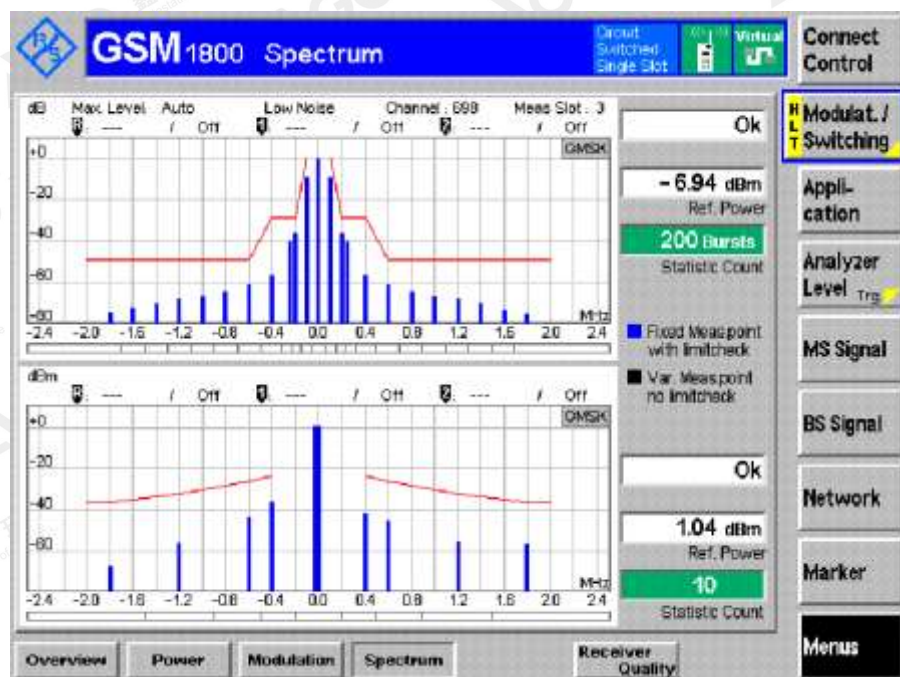 R&S
GSM 1800 Spectrum
Circuit
Switched
Single Slot
Virtual
Connect
Control
dB Max. Level Auto Low Noise Channel : 698 Meas Slot : 3
--- / Off --- / Off --- / Off
GMSK
+0
-20
-40
-60
-80
MHz
-2.4 -2.0 -1.6 -1.2 -0.8 -0.4 0.0 0.4 0.8 1.2 1.6 2.0 2.4
Ok
- 6.94 dBm
Ref. Power
200 Bursts
Statistic Count
Fixed Meas.point
with limitcheck
Var. Meas.point
no limitcheck
dBm
--- / Off --- / Off --- / Off
GMSK
+0
-20
-40
-60
MHz
-2.4 -2.0 -1.6 -1.2 -0.8 -0.4 0.0 0.4 0.8 1.2 1.6 2.0 2.4
Ok
1.04 dBm
Ref. Power
10
Statistic Count
HLT
Modulat. /
Switching
Appli-
cation
Analyzer
Level Trg
MS Signal
BS Signal
Network
Marker
Menus
Overview Power Modulation Spectrum Receiver
Quality